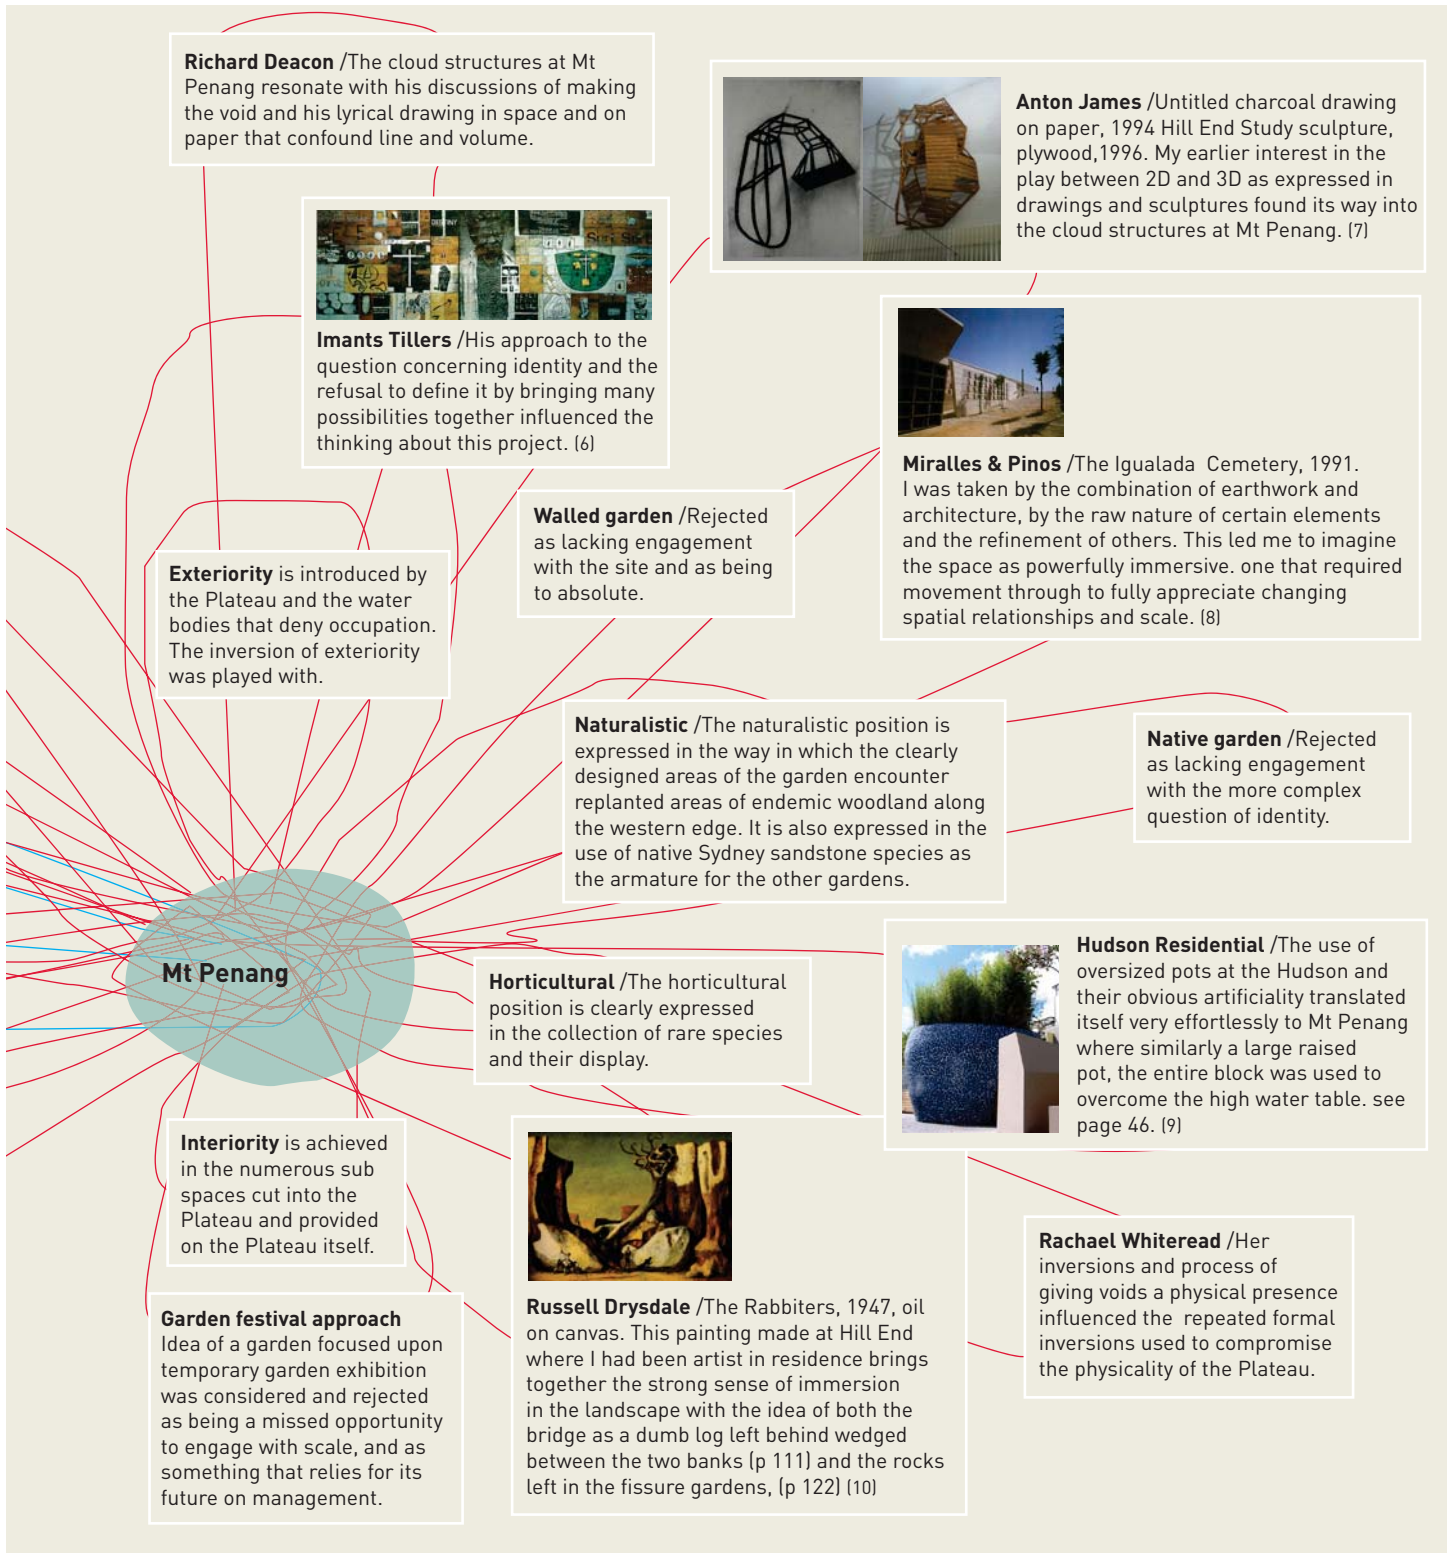 Richard Deacon /The cloud structures at Mt
Penang resonate with his discussions of making
the void and his lyrical drawing in space and on
paper that confound line and volume.
Anton James /Untitled charcoal drawing
on paper, 1994 Hill End Study sculpture,
plywood,1996. My earlier interest in the
play between 2D and 3D as expressed in
drawings and sculptures found its way into
the cloud structures at Mt Penang. (7)
DESTINY
Imants Tillers /His approach to the
question concerning identity and the
refusal to define it by bringing many
possibilities together influenced the
thinking about this project. (6)
Miralles & Pinos /The Igualada Cemetery, 1991.
I was taken by the combination of earthwork and
architecture, by the raw nature of certain elements
and the refinement of others. This led me to imagine
the space as powerfully immersive. one that required
movement through to fully appreciate changing
spatial relationships and scale. (8)
Walled garden /Rejected
as lacking engagement
with the site and as being
to absolute.
Exteriority is introduced by
the Plateau and the water
bodies that deny occupation.
The inversion of exteriority
was played with.
Naturalistic /The naturalistic position is
expressed in the way in which the clearly
designed areas of the garden encounter
replanted areas of endemic woodland along
the western edge. It is also expressed in the
use of native Sydney sandstone species as
the armature for the other gardens.
Native garden /Rejected
as lacking engagement
with the more complex
question of identity.
Mt Penang
Horticultural /The horticultural
position is clearly expressed
in the collection of rare species
and their display.
Hudson Residential /The use of
oversized pots at the Hudson and
their obvious artificiality translated
itself very effortlessly to Mt Penang
where similarly a large raised
pot, the entire block was used to
overcome the high water table. see
page 46. (9)
Interiority is achieved
in the numerous sub
spaces cut into the
Plateau and provided
on the Plateau itself.
Rachael Whiteread /Her
inversions and process of
giving voids a physical presence
influenced the repeated formal
inversions used to compromise
the physicality of the Plateau.
Garden festival approach
Idea of a garden focused upon
temporary garden exhibition
was considered and rejected
as being a missed opportunity
to engage with scale, and as
something that relies for its
future on management.
Russell Drysdale /The Rabbiters, 1947, oil
on canvas. This painting made at Hill End
where I had been artist in residence brings
together the strong sense of immersion
in the landscape with the idea of both the
bridge as a dumb log left behind wedged
between the two banks (p 111) and the rocks
left in the fissure gardens, (p 122) (10)